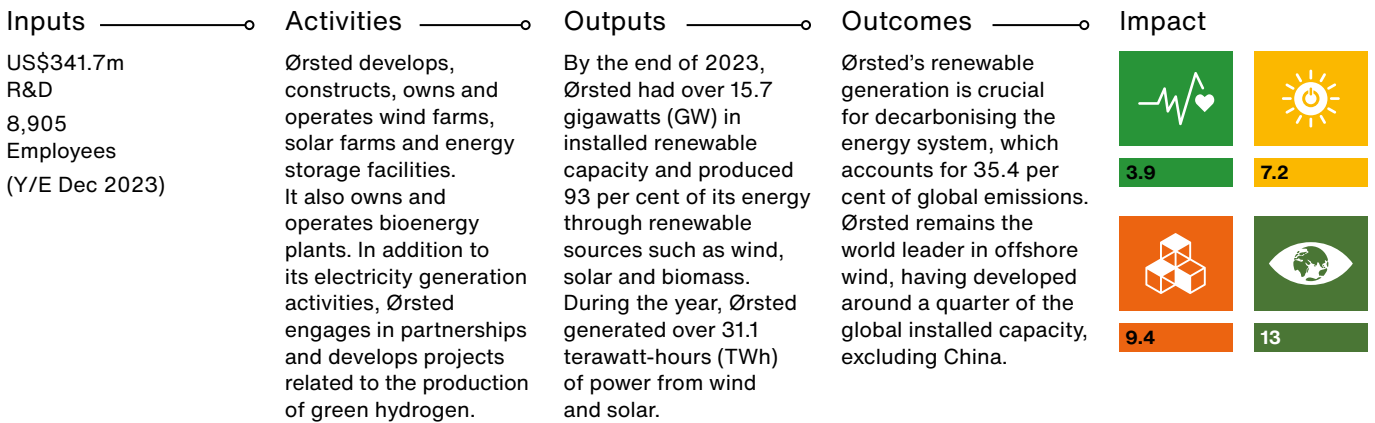 Inputs
US$341.7m
R&D
8,905
Employees
(Y/E Dec 2023)
Activities
Ørsted develops,
constructs, owns and
operates wind farms,
solar farms and energy
storage facilities.
It also owns and
operates bioenergy
plants. In addition to
its electricity generation
activities, Ørsted
engages in partnerships
and develops projects
related to the production
of green hydrogen.
Outputs
By the end of 2023,
Ørsted had over 15.7
gigawatts (GW) in
installed renewable
capacity and produced
93 per cent of its energy
through renewable
sources such as wind,
solar and biomass.
During the year, Ørsted
generated over 31.1
terawatt-hours (TWh)
of power from wind
and solar.
Outcomes
Ørsted’s renewable
generation is crucial
for decarbonising the
energy system, which
accounts for 35.4 per
cent of global emissions.
Ørsted remains the
world leader in offshore
wind, having developed
around a quarter of the
global installed capacity,
excluding China.
Impact
3.9
7.2
9.4
13